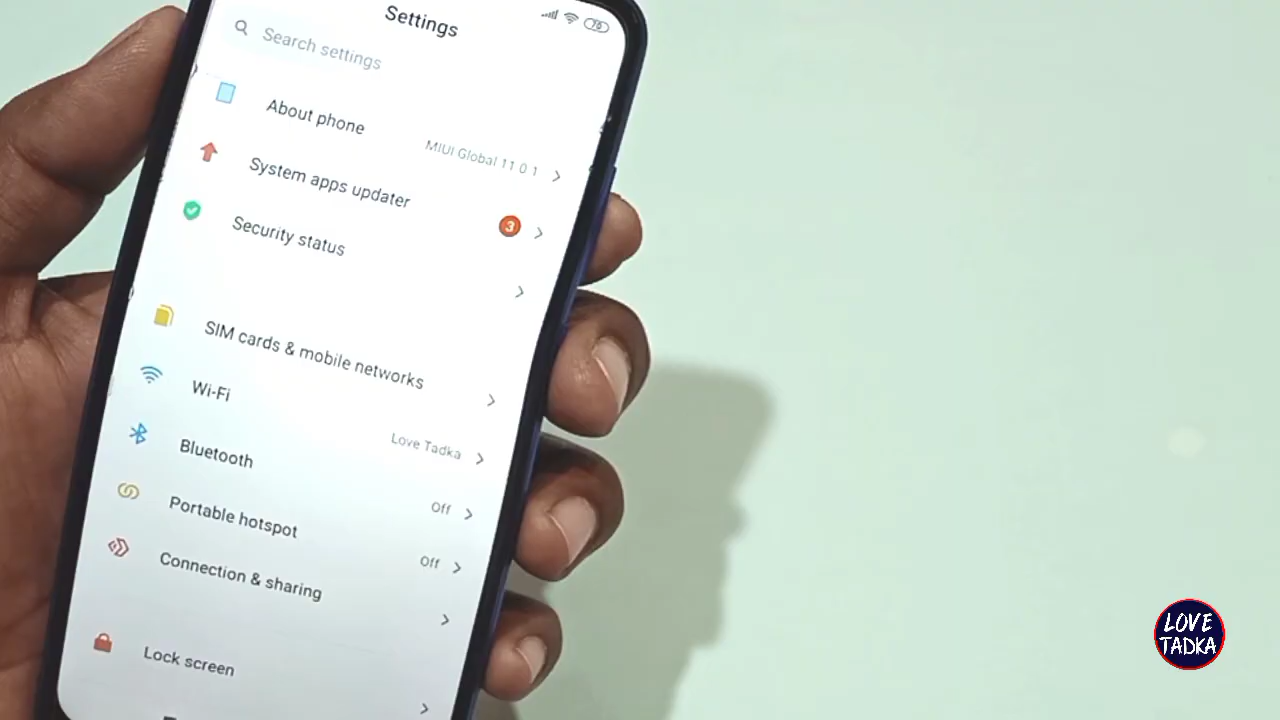 Settings
76
Search settings
About phone
MIUI Global 11.0.1
System apps updater
3
Security status
SIM cards & mobile networks
Wi-Fi
Love Tadka
Bluetooth
Off
Portable hotspot
Off
Connection & sharing
Lock screen
LOVE
TADKA